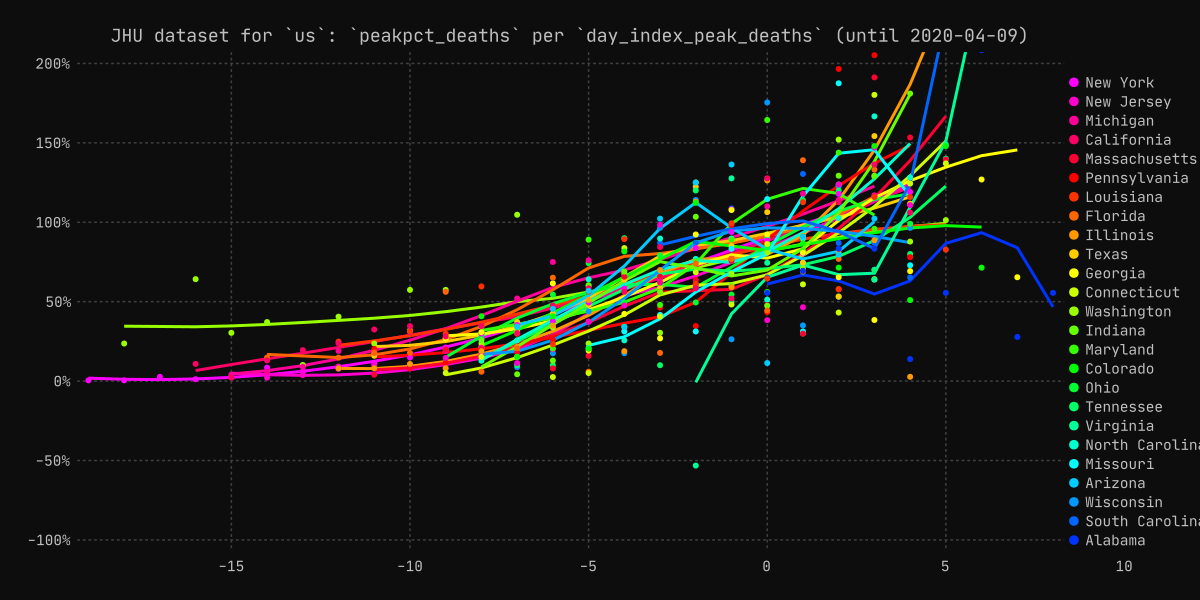 JHU dataset for `us`: `peakpct_deaths` per `day_index_peak_deaths` (until 2020-04-09)
200%
150%
100%
50%
0%
-50%
-100%
-15
-10
-5
0
5
10
New York
New Jersey
Michigan
California
Massachusetts
Pennsylvania
Louisiana
Florida
Illinois
Texas
Georgia
Connecticut
Washington
Indiana
Maryland
Colorado
Ohio
Tennessee
Virginia
North Carolina
Missouri
Arizona
Wisconsin
South Carolina
Alabama